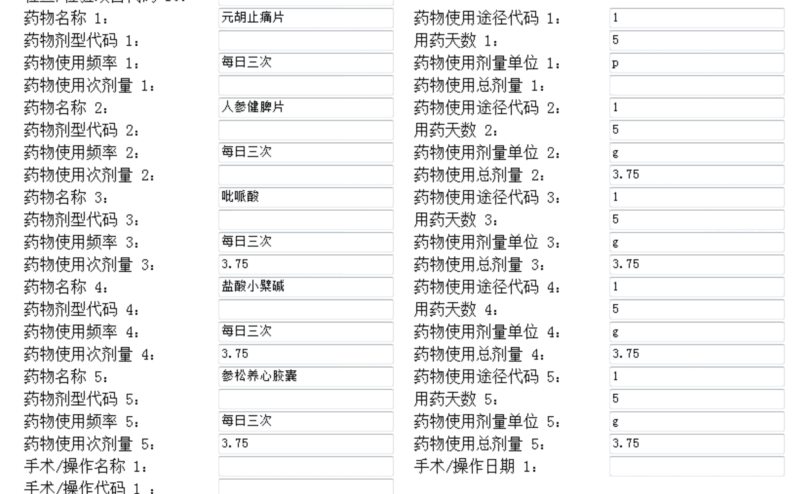 药物名称 1： 元胡止痛片 药物使用途径代码 1： 1
药物剂型代码 1： 用药天数 1： 5
药物使用频率 1： 每日三次 药物使用剂量单位 1： p
药物使用次剂量 1： 药物使用总剂量 1：
药物名称 2： 人参健脾片 药物使用途径代码 2： 1
药物剂型代码 2： 用药天数 2： 5
药物使用频率 2： 每日三次 药物使用剂量单位 2： g
药物使用次剂量 2： 药物使用总剂量 2： 3.75
药物名称 3： 吡哌酸 药物使用途径代码 3： 1
药物剂型代码 3： 用药天数 3： 5
药物使用频率 3： 每日三次 药物使用剂量单位 3： g
药物使用次剂量 3： 3.75 药物使用总剂量 3： 3.75
药物名称 4： 盐酸小檗碱 药物使用途径代码 4： 1
药物剂型代码 4： 用药天数 4： 5
药物使用频率 4： 每日三次 药物使用剂量单位 4： g
药物使用次剂量 4： 3.75 药物使用总剂量 4： 3.75
药物名称 5： 参松养心胶囊 药物使用途径代码 5： 1
药物剂型代码 5： 用药天数 5： 5
药物使用频率 5： 每日三次 药物使用剂量单位 5： g
药物使用次剂量 5： 3.75 药物使用总剂量 5： 3.75
手术/操作名称 1： 手术/操作日期 1：
手术/操作代码 1 ：